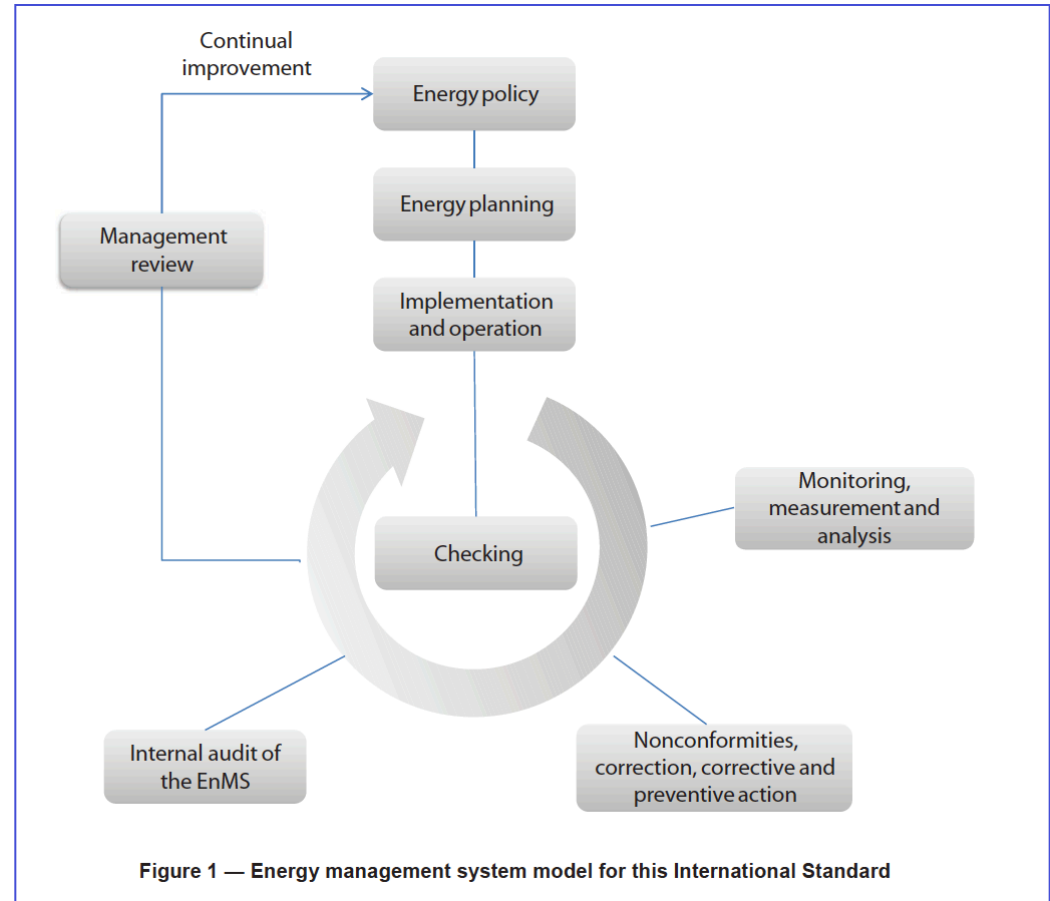 Continual
improvement
Energy policy
Energy planning
Management
review
Implementation
and operation
Monitoring,
measurement and
analysis
Checking
Internal audit of
the EnMS
Nonconformities,
correction, corrective and
preventive action
Figure 1 — Energy management system model for this International Standard